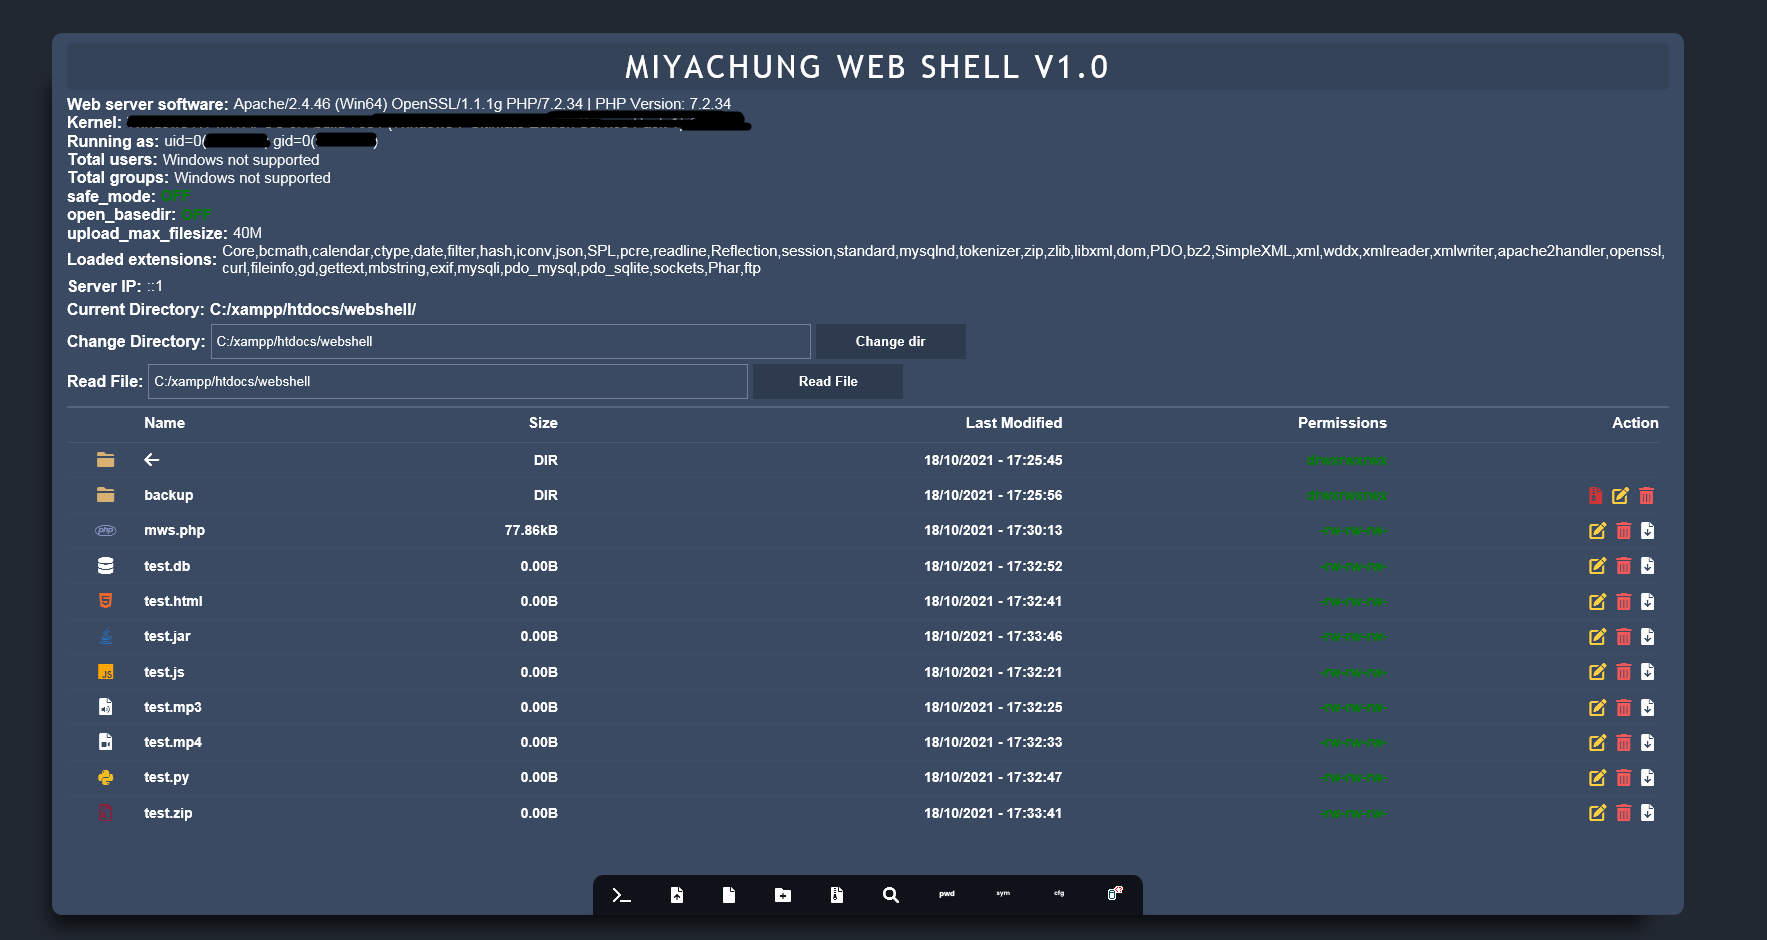 MIYACHUNG WEB SHELL V1.0
Web server software: Apache/2.4.46 (Win64) OpenSSL/1.1.1g PHP/7.2.34 | PHP Version: 7.2.34
Kernel:
Running as: uid=0( gid=0( )
Total users: Windows not supported
Total groups: Windows not supported
safe_mode: OFF
open_basedir: OFF
upload_max_filesize: 40M
Loaded extensions: Core,bcmath,calendar,ctype,date,filter,hash,iconv,json,SPL,pcre,readline,Reflection,session,standard,mysqlnd,tokenizer,zip,zlib,libxml,dom,PDO,bz2,SimpleXML,xml,wddx,xmlreader,xmlwriter,apache2handler,openssl,
curl,fileinfo,gd,gettext,mbstring,exif,mysqli,pdo_mysql,pdo_sqlite,sockets,Phar,ftp
Server IP: ::1
Current Directory: C:/xampp/htdocs/webshell/
Change Directory: C:/xampp/htdocs/webshell Change dir
Read File: C:/xampp/htdocs/webshell Read File
Name Size Last Modified Permissions Action
DIR 18/10/2021 - 17:25:45 drwxrwxrwx
backup DIR 18/10/2021 - 17:25:56 drwxrwxrwx
php mws.php 77.86kB 18/10/2021 - 17:30:13 -rw-rw-rw-
test.db 0.00B 18/10/2021 - 17:32:52 -rw-rw-rw-
5 test.html 0.00B 18/10/2021 - 17:32:41 -rw-rw-rw-
test.jar 0.00B 18/10/2021 - 17:33:46 -rw-rw-rw-
JS test.js 0.00B 18/10/2021 - 17:32:21 -rw-rw-rw-
test.mp3 0.00B 18/10/2021 - 17:32:25 -rw-rw-rw-
test.mp4 0.00B 18/10/2021 - 17:32:33 -rw-rw-rw-
test.py 0.00B 18/10/2021 - 17:32:47 -rw-rw-rw-
test.zip 0.00B 18/10/2021 - 17:33:41 -rw-rw-rw-
pwd sym cfg